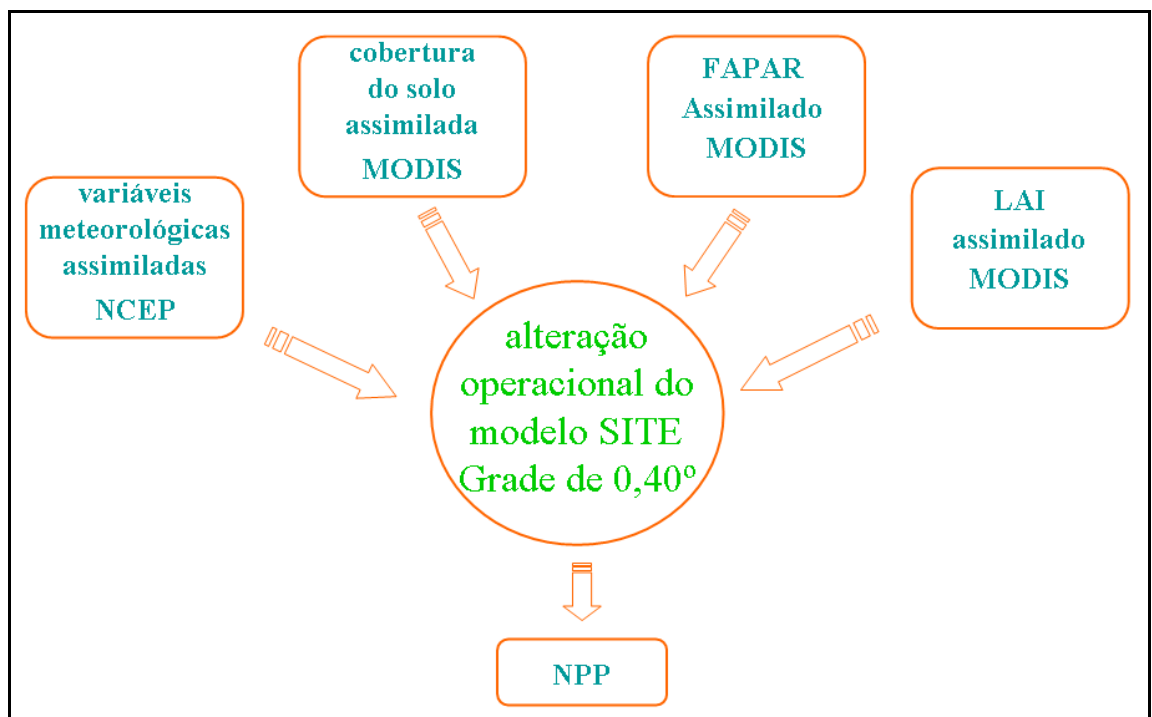 variáveis
meteorológicas
assimiladas
NCEP
cobertura
do solo
assimilada
MODIS
FAPAR
Assimilado
MODIS
LAI
assimilado
MODIS
alteração
operacional do
modelo SITE
Grade de 0,40º
NPP